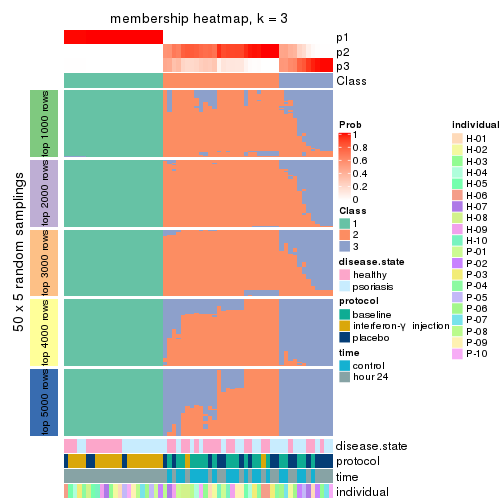 membership heatmap, k = 3
p1
p2
p3
Class
50 x 5 random samplings
top 1000 rows
top 2000 rows
top 3000 rows
top 4000 rows
top 5000 rows
disease.state
protocol
time
individual
Prob
1
0.8
0.6
0.4
0.2
0
Class
1
2
3
disease.state
healthy
psoriasis
protocol
baseline
interferon-γ injection
placebo
time
control
hour 24
individual
H-01
H-02
H-03
H-04
H-05
H-06
H-07
H-08
H-09
H-10
P-01
P-02
P-03
P-04
P-05
P-06
P-07
P-08
P-09
P-10